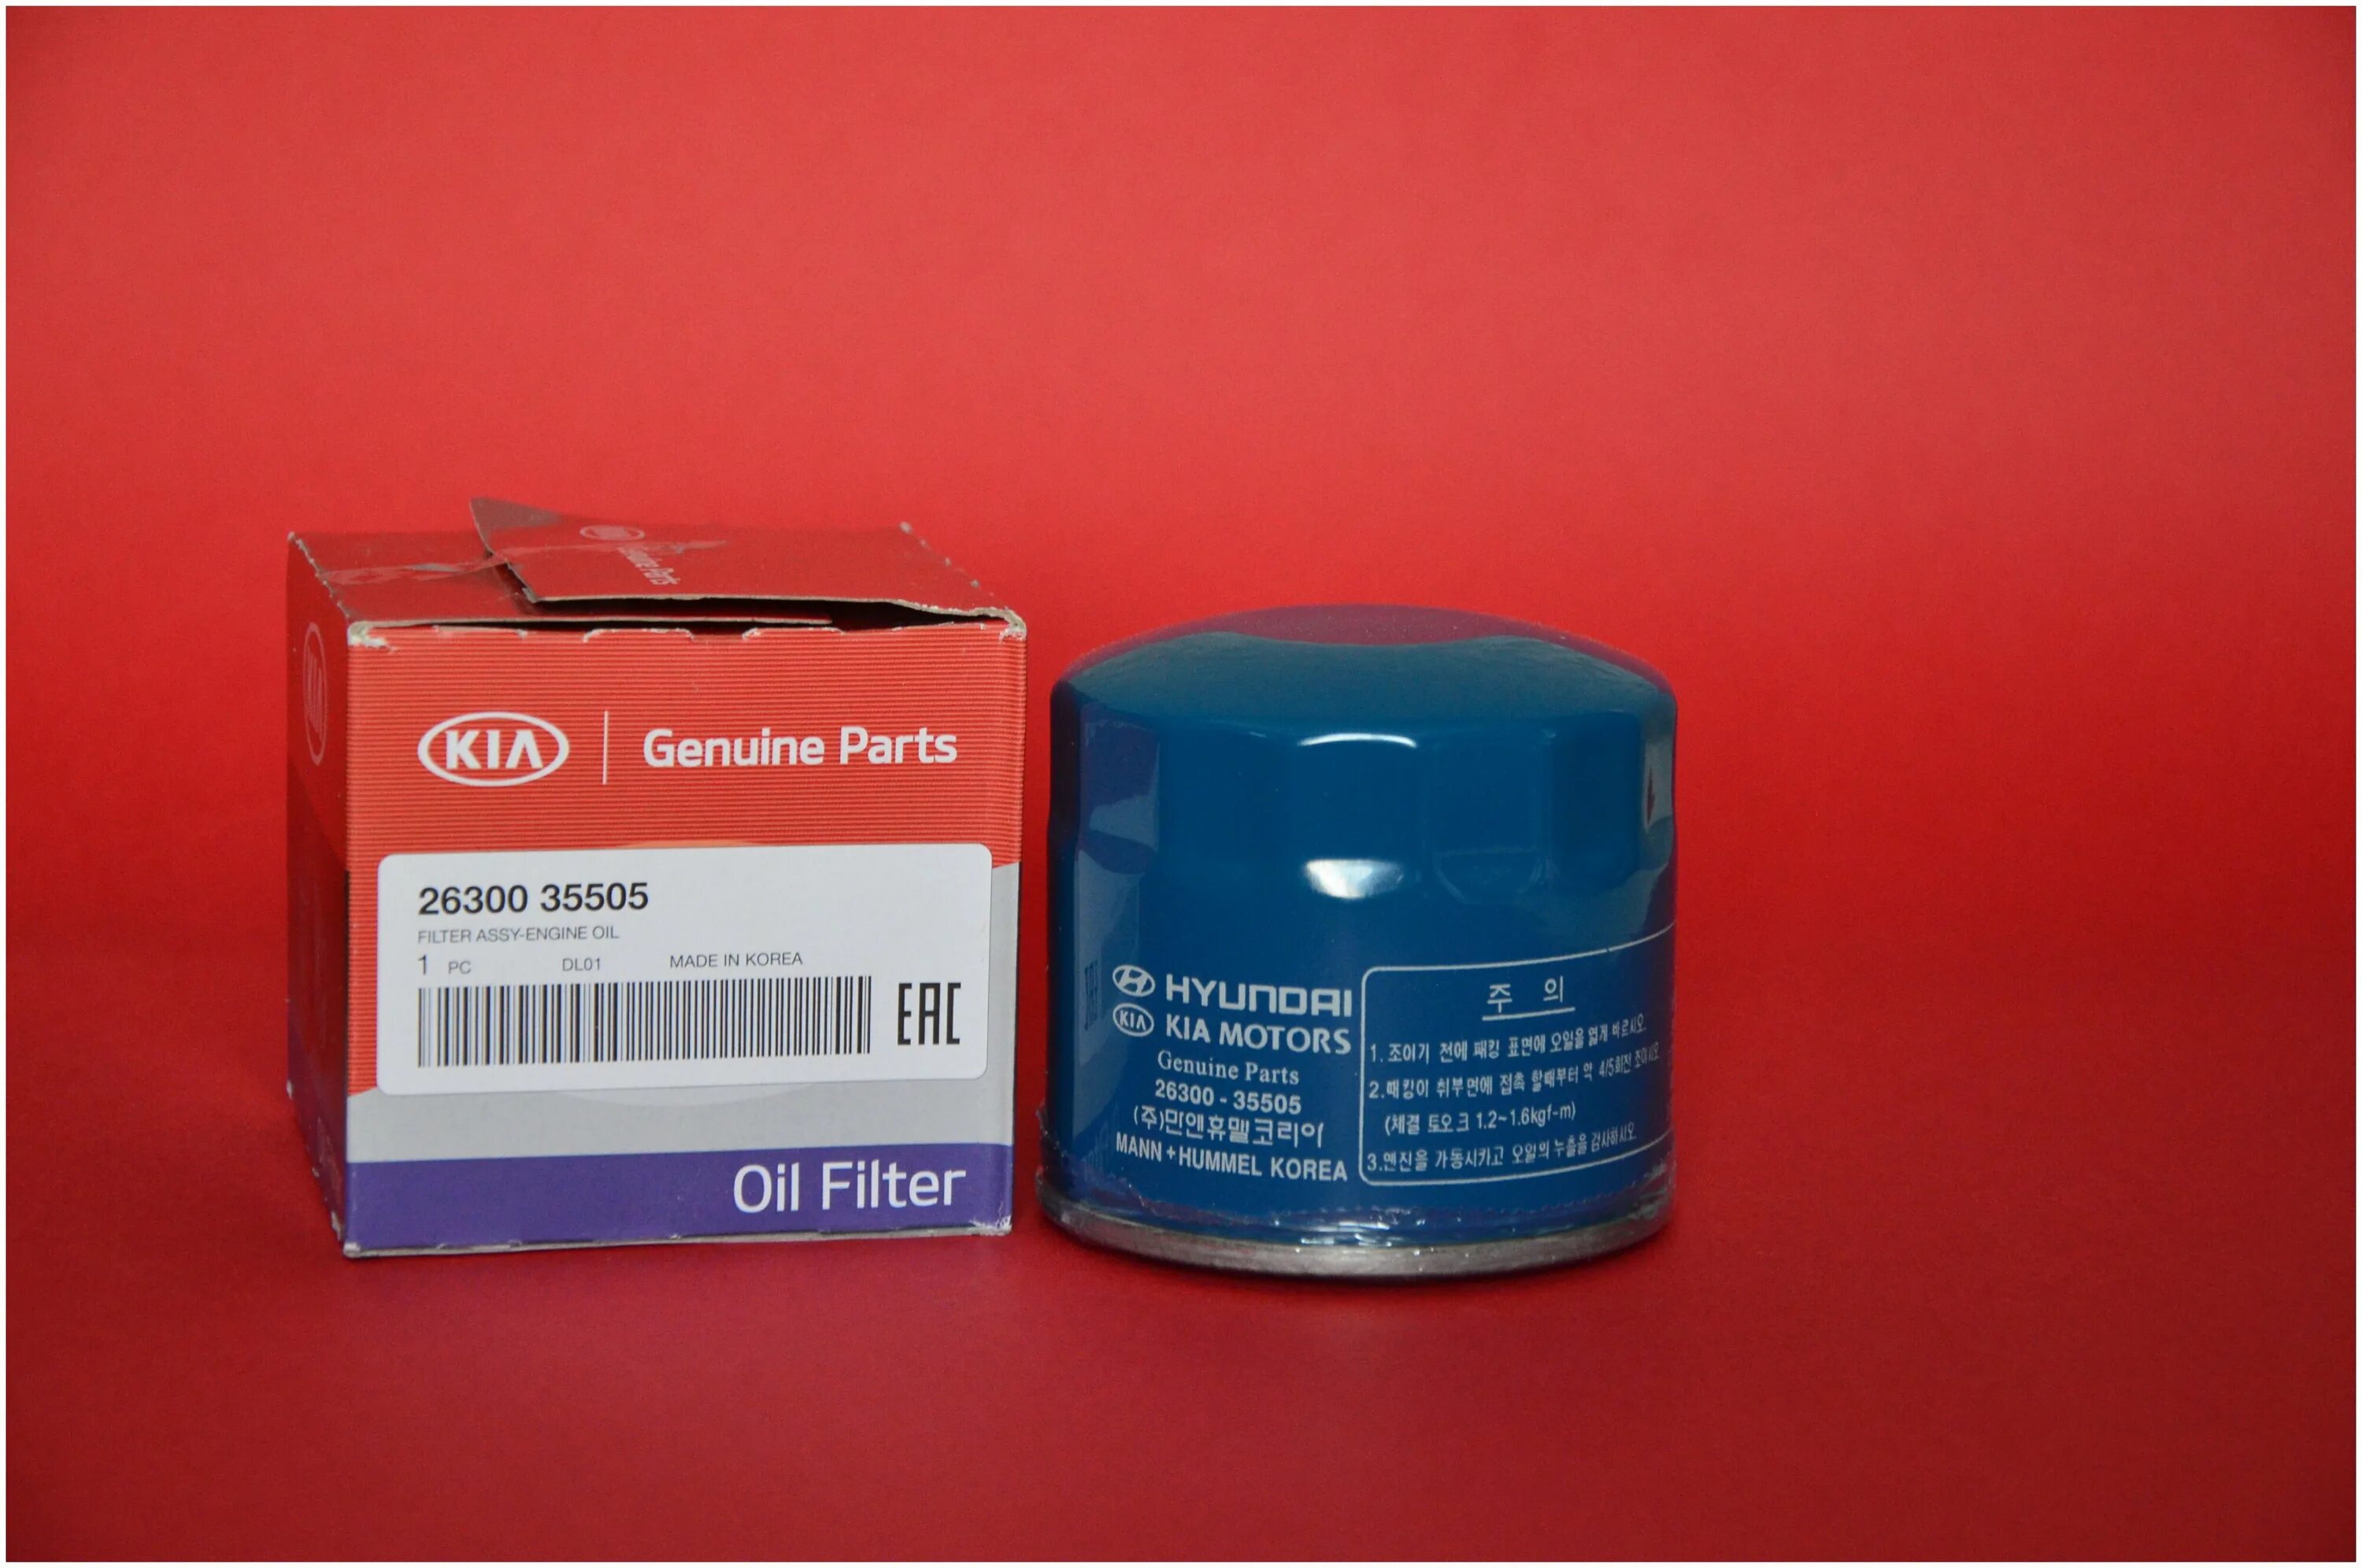 Genuine Parts
KIA
KIA | Genuine Parts
26300 35505
FILTER ASSY-ENGINE OIL
1 PC DL01 MADE IN KOREA
EAC
Oil Filter
HYUNDAI
KIA KIA MOTORS
Genuine Parts
26300 - 35505
(주)만앤휴멜코리아
MANN+HUMMEL KOREA
주 의
1. 조이기 전에 패킹 표면에 오일을 엷게 바르시오.
2.패킹이 취부면에 접촉 할때부터 약 4/5회전 조이시오
(체결 토오크 1.2~1.6kgf-m)
3.엔진을 가동시키고 오일의 누출을 검사하시오.